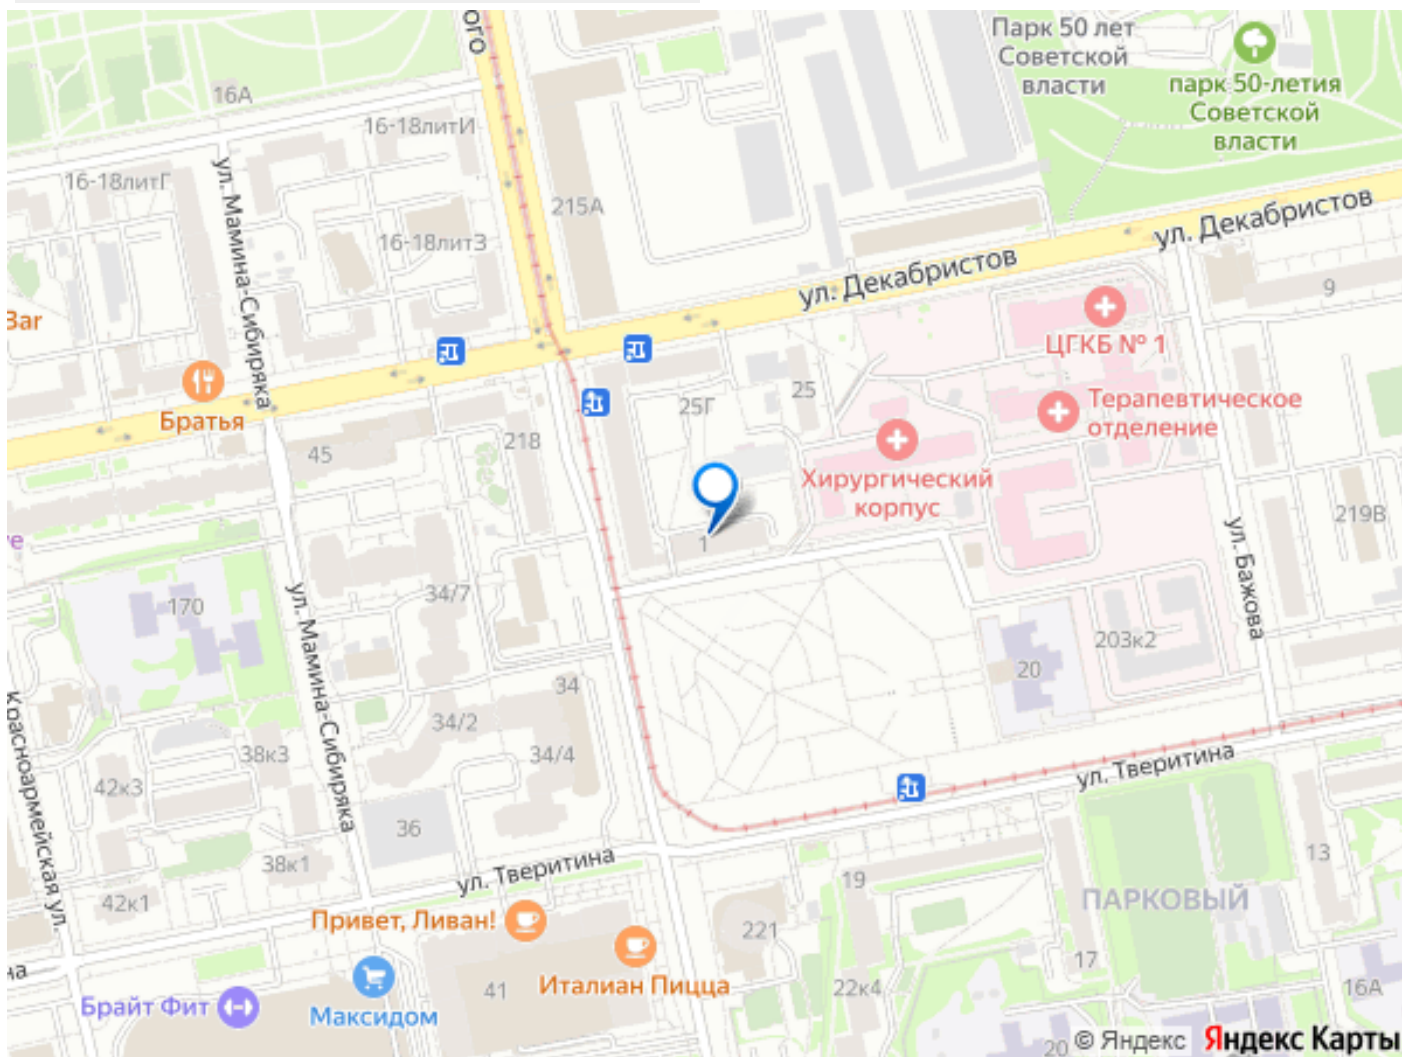 ого
Парк 50 лет
Советской
власти
парк 50-летия
Советской
власти
16А
16-18литИ
16-18литГ
ул. Мамина-Сибиряка
215А
16-18литЗ
ул. Декабристов
ул. Декабристов
9
Bar
ЦГКБ № 1
Братья
25Г
25
Терапевтическое
отделение
45
21В
Хирургический
корпус
219В
1
ул. Бажова
170
34/7
ул. Мамина-Сибиряка
203к2
20
34
Красноармейская ул.
34/2
34/4
38к3
42к3
ул. Тверитина
36
38к1
ул. Тверитина
19
13
42к1
ПАРКОВЫЙ
Привет, Ливан!
221
17
на
41
Италиан Пицца
22к4
16А
Брайт Фит
Максидом
20
© Яндекс Яндекс Карты